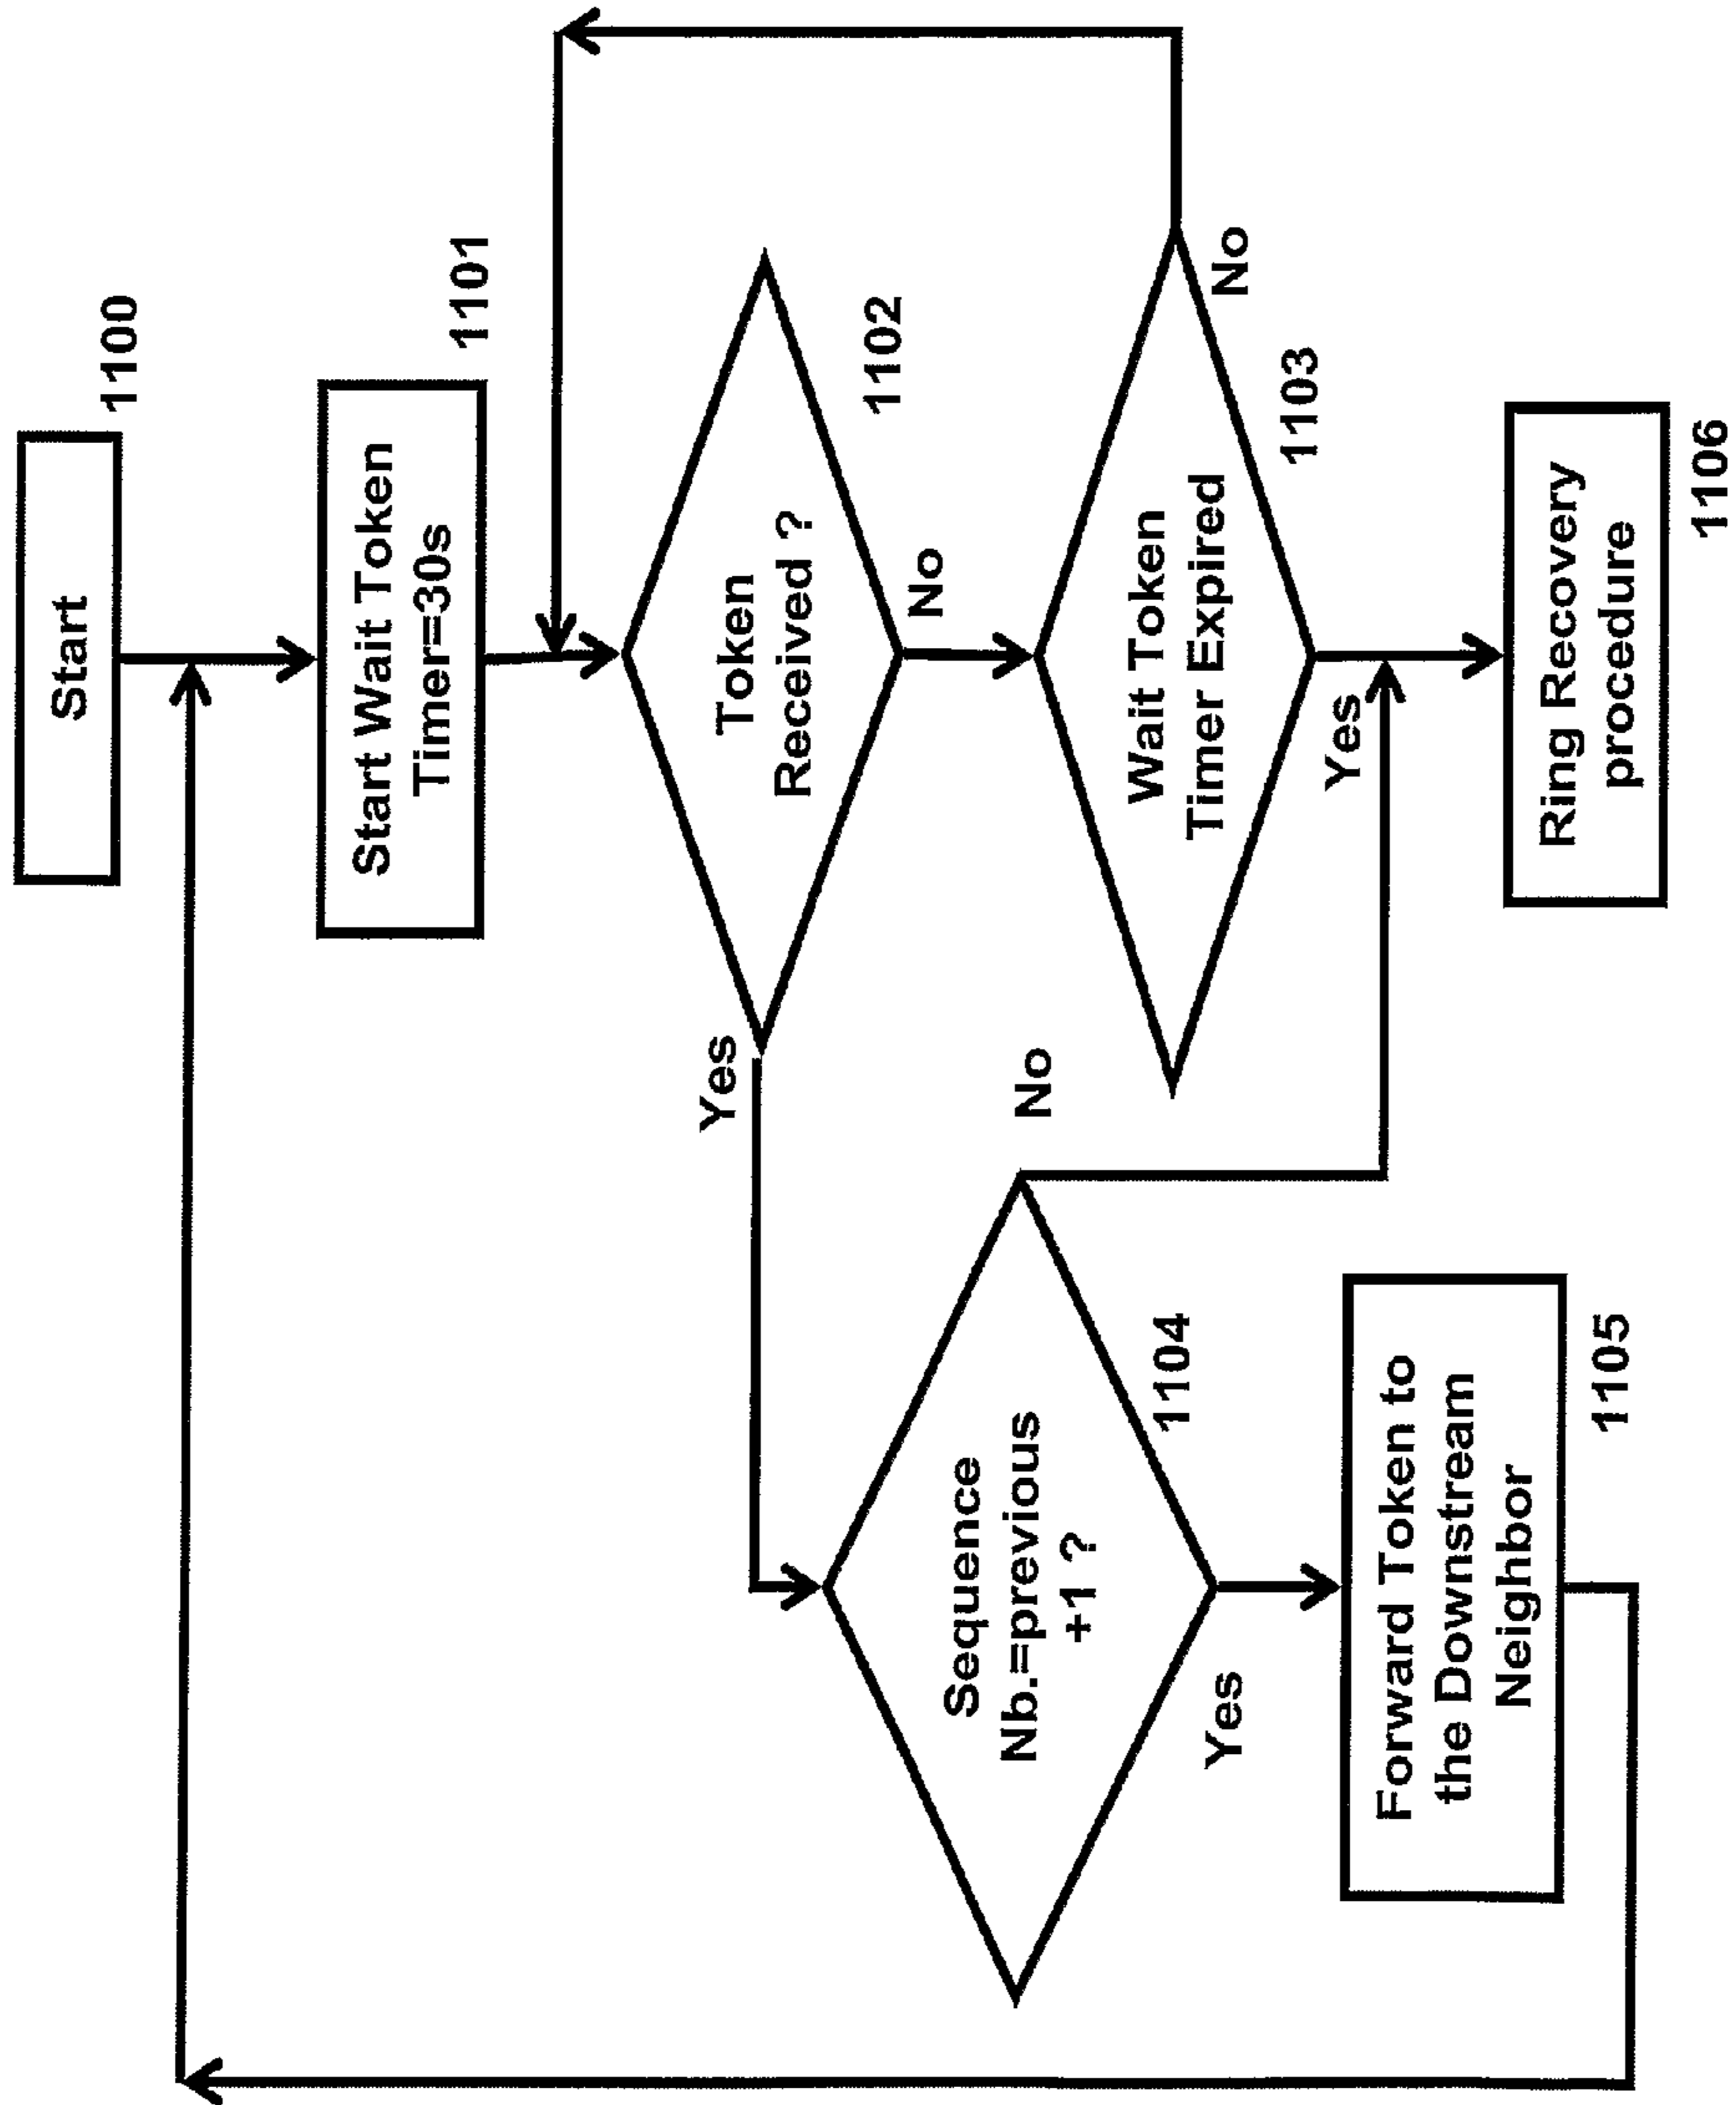 Start
1100
Start Wait Token
Timer=30s
1101
Token
Received ?
1102
Yes
No
Wait Token
Timer Expired
1103
No
Yes
Sequence
Nb.=previous
+1 ?
1104
No
Yes
Forward Token to
the Downstream
Neighbor
1105
Ring Recovery
procedure
1106